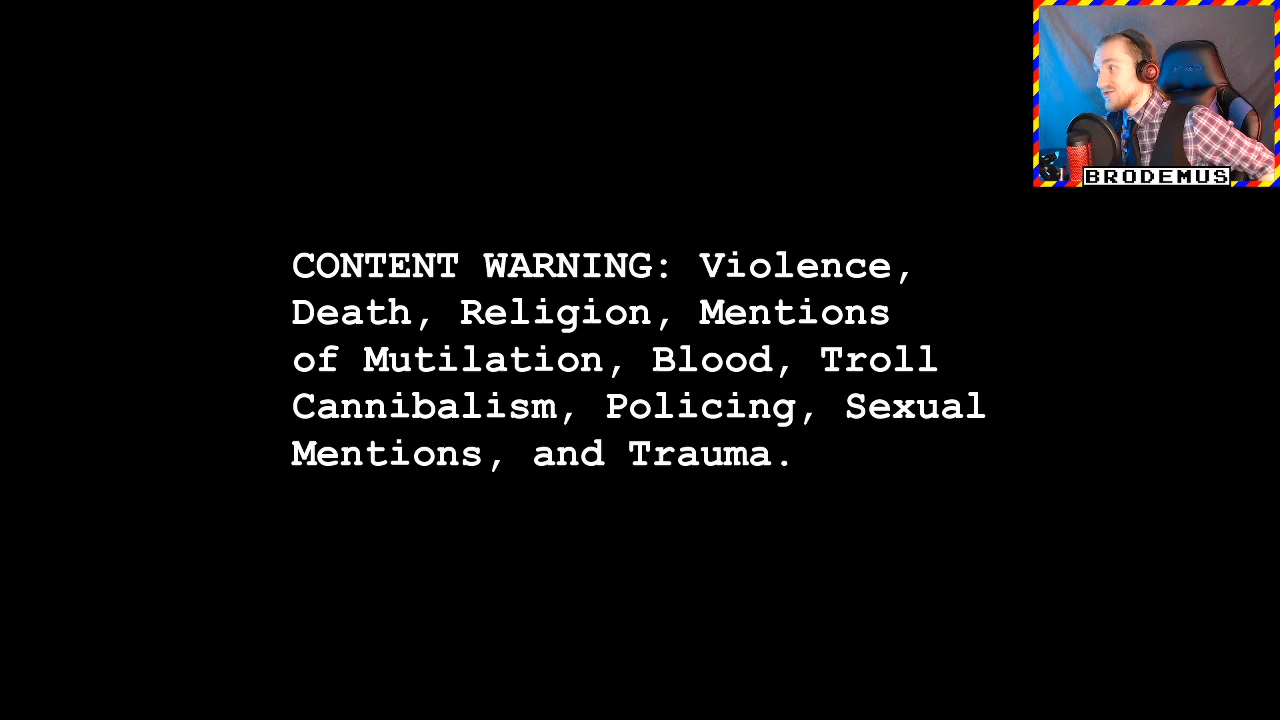 BRODEMUS
CONTENT WARNING: Violence,
Death, Religion, Mentions
of Mutilation, Blood, Troll
Cannibalism, Policing, Sexual
Mentions, and Trauma.